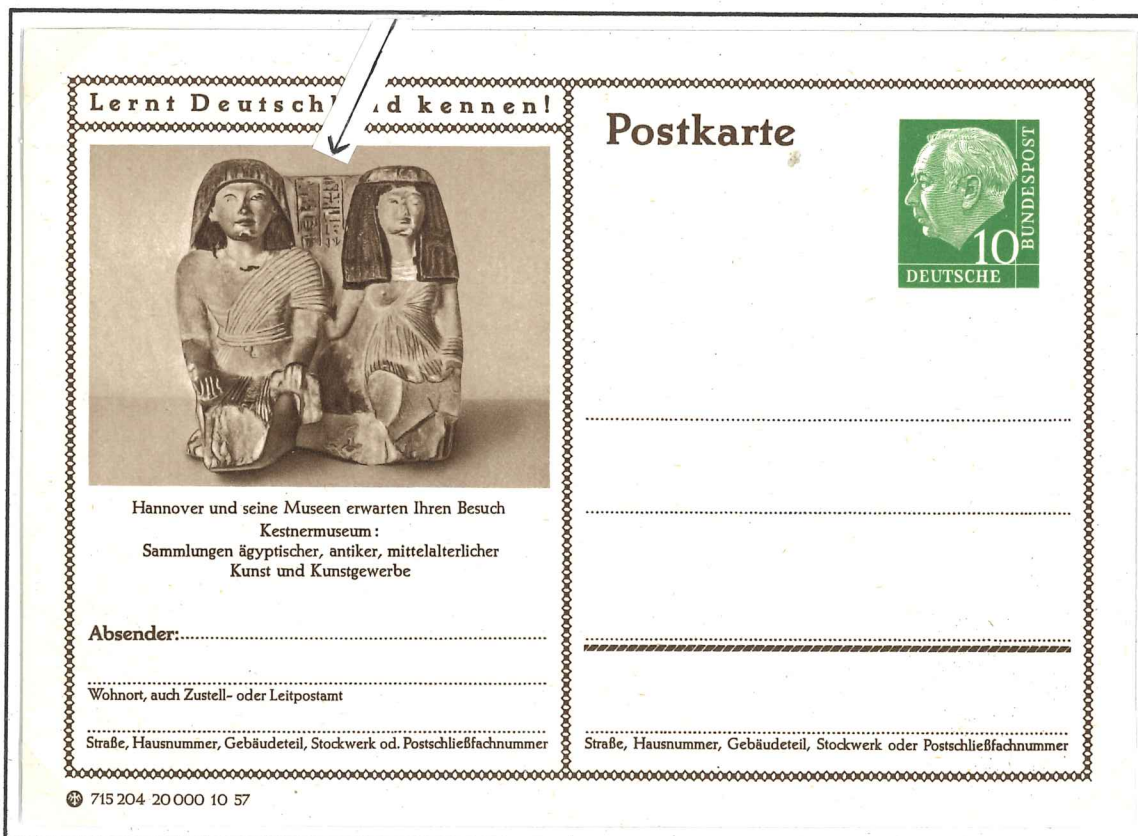 Lernt Deutschl nd kennen!
Hannover und seine Museen erwarten Ihren Besuch
Kestnermuseum:
Sammlungen ägyptischer, antiker, mittelalterlicher
Kunst und Kunstgewerbe
Absender:
Wohnort, auch Zustell- oder Leitpostamt
Straße, Hausnummer, Gebäudeteil, Stockwerk od. Postschließfachnummer
715 204 20 000 10 57
Postkarte
10
DEUTSCHE
BUNDESPOST
Straße, Hausnummer, Gebäudeteil, Stockwerk oder Postschließfachnummer